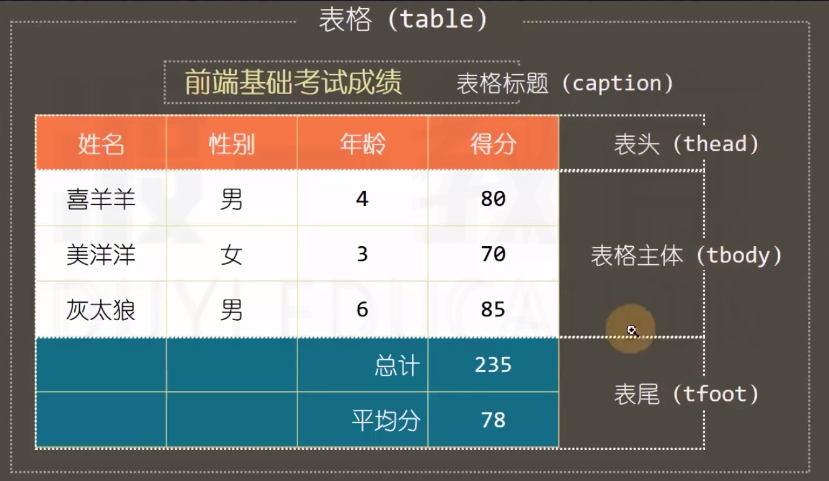 表格 (table)
前端基础考试成绩 表格标题 (caption)
姓名 性别 年龄 得分 表头 (thead)
喜羊羊 男 4 80
美洋洋 女 3 70
表格主体 (tbody)
灰太狼 男 6 85
总计 235
表尾 (tfoot)
平均分 78
DUYI EDUCATION